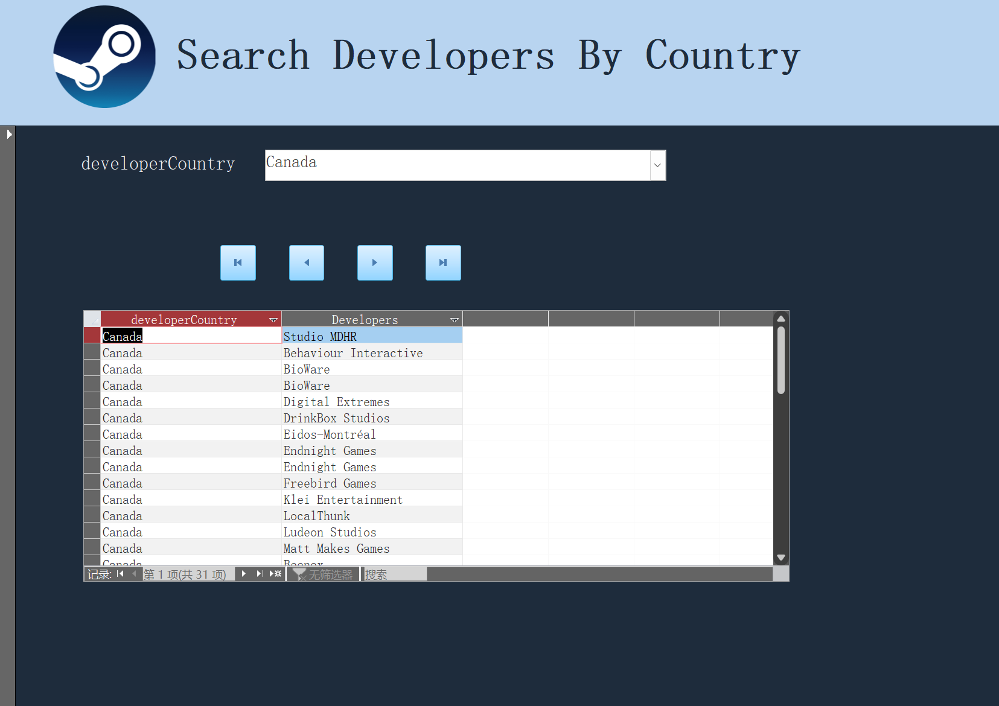 Search Developers By Country
developerCountry Canada
developerCountry Developers
Canada Studio MDHR
Canada Behaviour Interactive
Canada BioWare
Canada BioWare
Canada Digital Extremes
Canada DrinkBox Studios
Canada Eidos-Montréal
Canada Endnight Games
Canada Endnight Games
Canada Freebird Games
Canada Klei Entertainment
Canada LocalThunk
Canada Ludeon Studios
Canada Matt Makes Games
Canada Beenox
记录: 第 1 项(共 31 项) 无筛选器 搜索